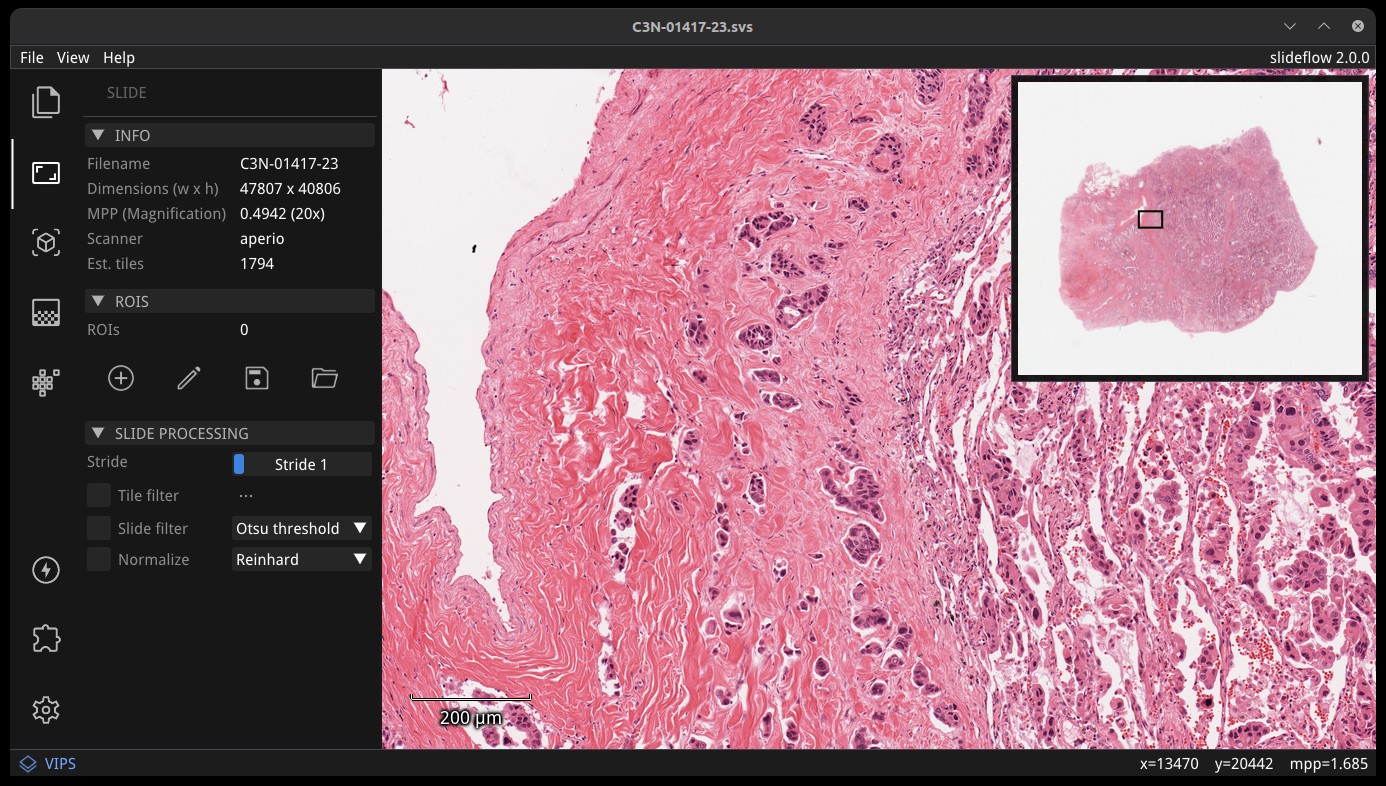 C3N-01417-23.svs
File View Help
slideflow 2.0.0
SLIDE
INFO
Filename C3N-01417-23
Dimensions (w x h) 47807 x 40806
MPP (Magnification) 0.4942 (20x)
Scanner aperio
Est. tiles 1794
ROIS
ROIs 0
SLIDE PROCESSING
Stride Stride 1
Tile filter ...
Slide filter Otsu threshold
Normalize Reinhard
200 µm
VIPS
x=13470 y=20442 mpp=1.685